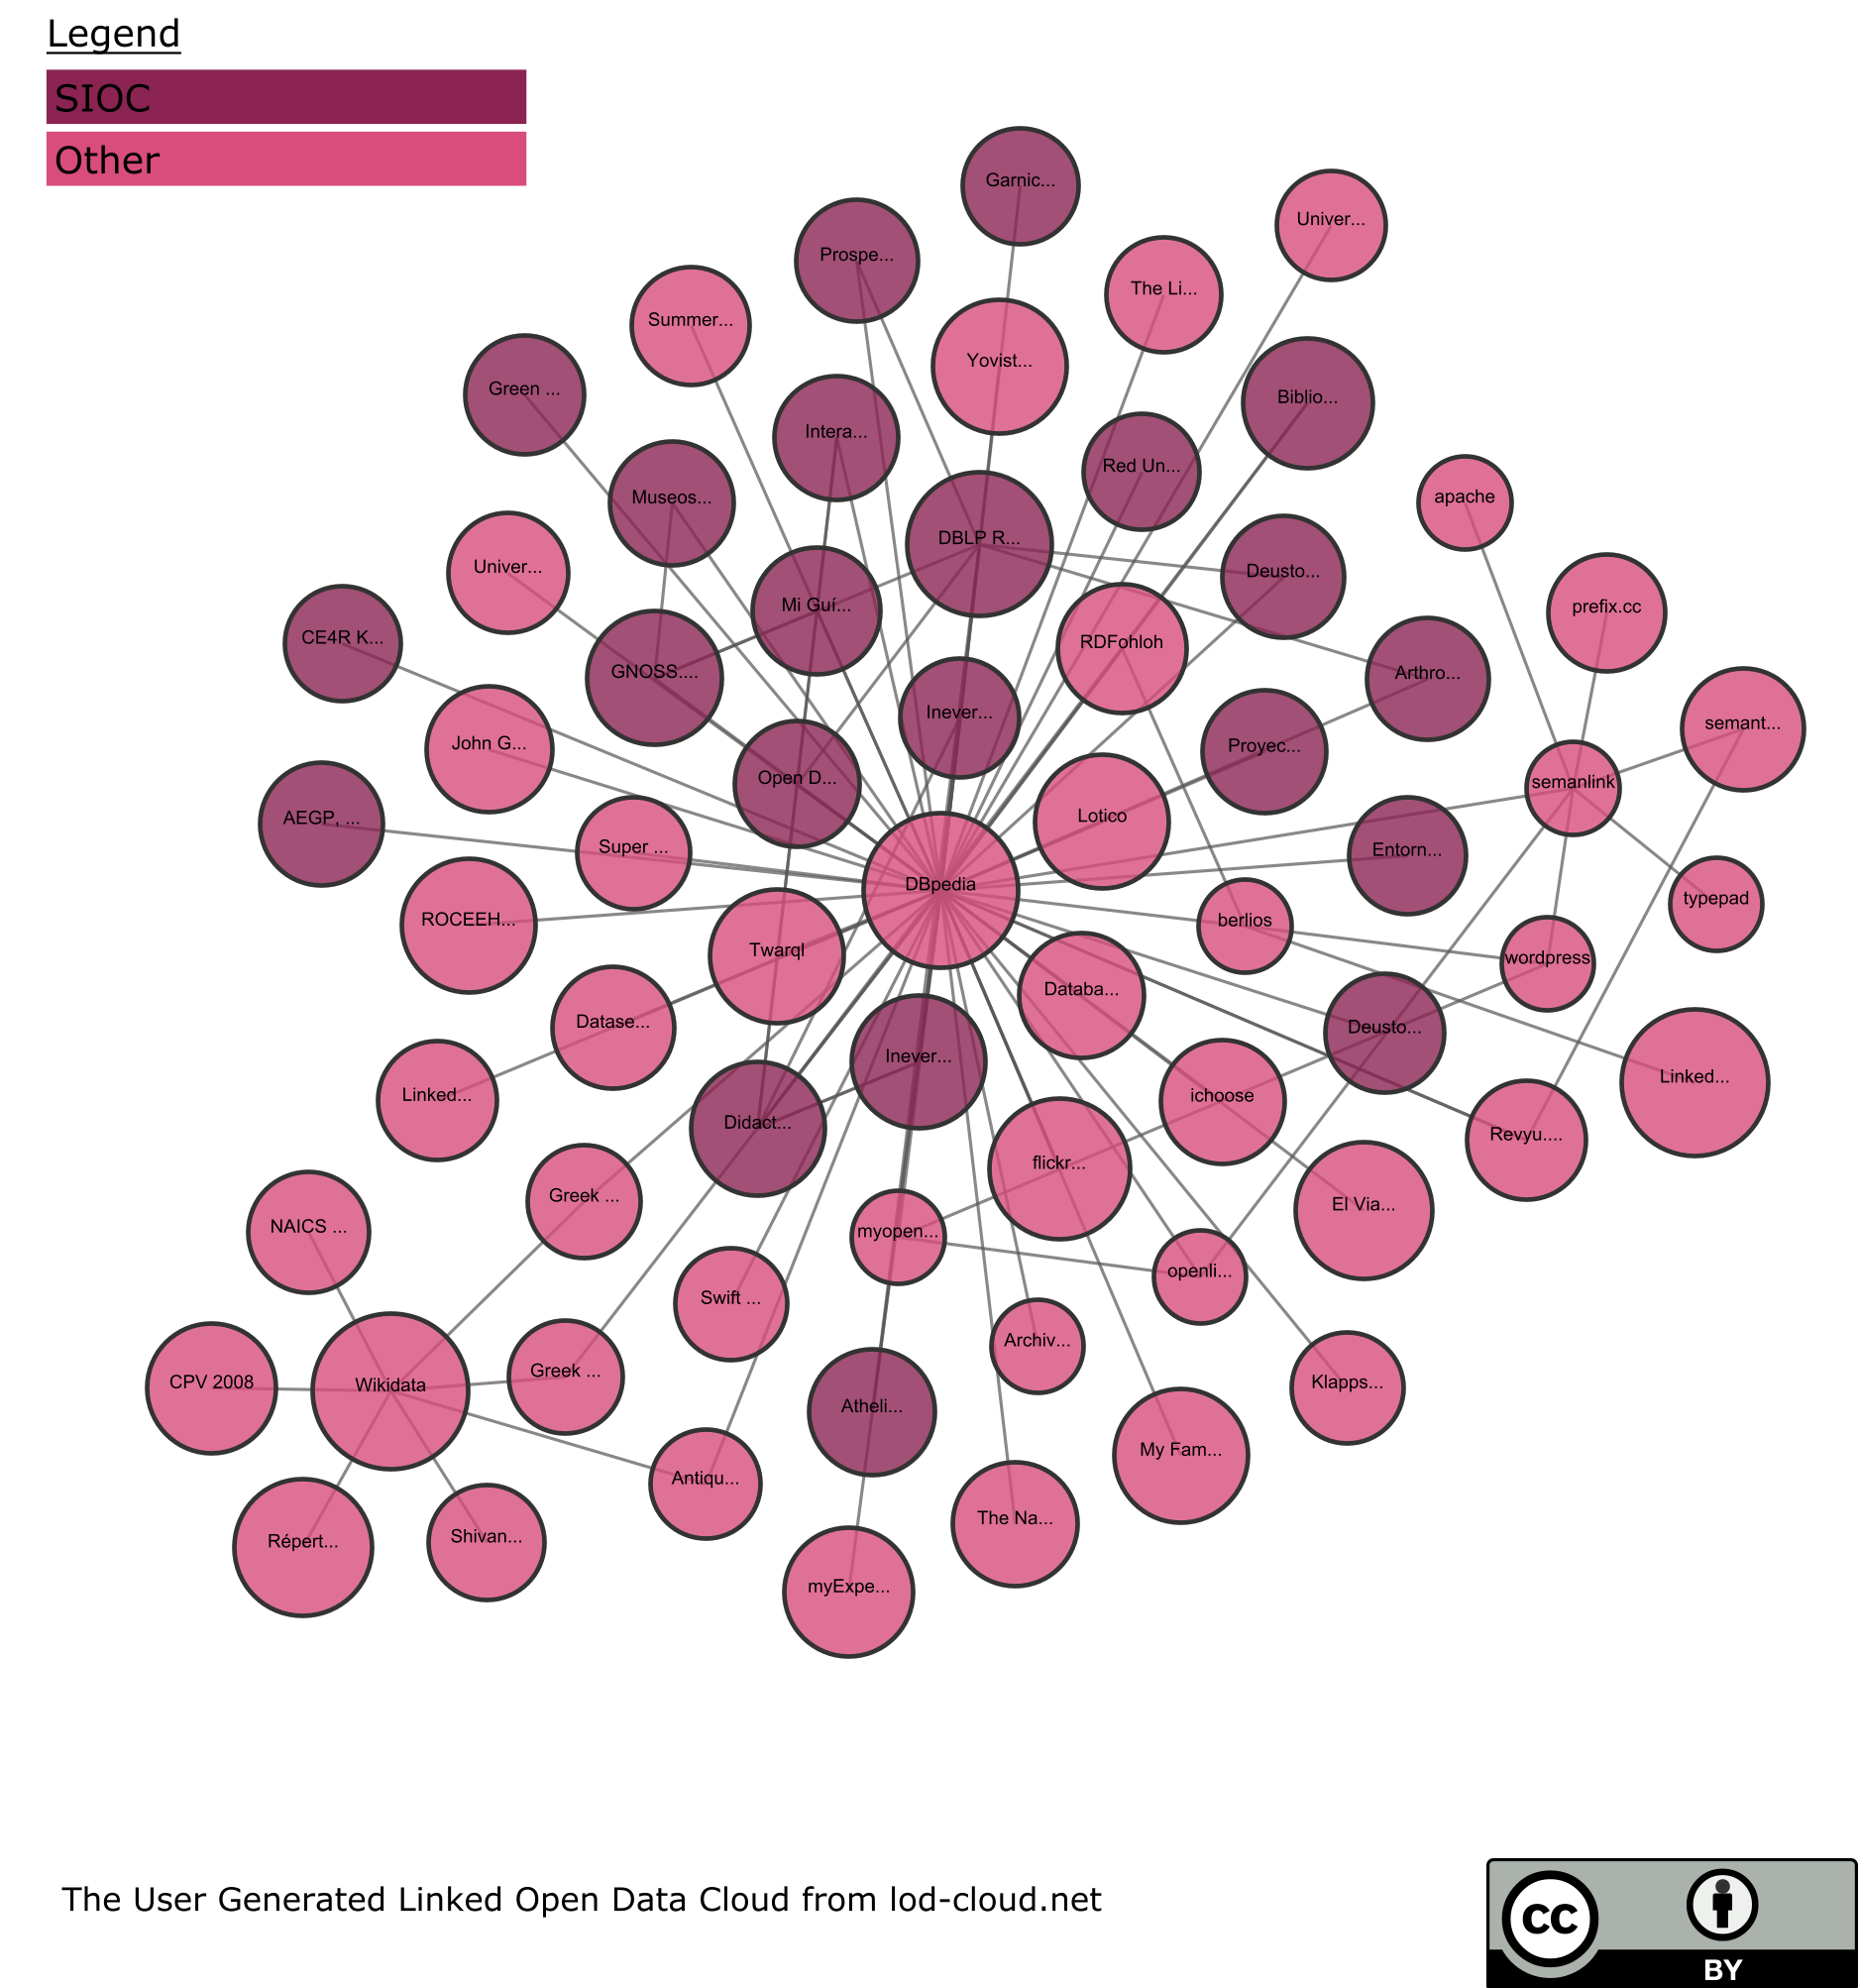 Legend
SIOC
Other
Garnic...
Univer...
Prospe...
The Li...
Summer...
Yovist...
Green ...
Biblio...
Intera...
Red Un...
Museos...
apache
DBLP R...
Univer...
Deusto...
Mi Guí...
prefix.cc
CE4R K...
RDFohloh
GNOSS....
Arthro...
Inever...
semant...
John G...
Proyec...
Open D...
semanlink
AEGP, ...
Lotico
Super ...
Entorn...
DBpedia
typepad
ROCEEH...
berlios
Twarql
wordpress
Databa...
Datase...
Deusto...
Inever...
Linked...
Linked...
ichoose
Didact...
Revyu....
flickr...
Greek ...
El Via...
NAICS ...
myopen...
openli...
Swift ...
Archiv...
Greek ...
CPV 2008
Wikidata
Klapps...
Atheli...
My Fam...
Antiqu...
The Na...
Shivan...
Répert...
myExpe...
The User Generated Linked Open Data Cloud from lod-cloud.net
cc
BY